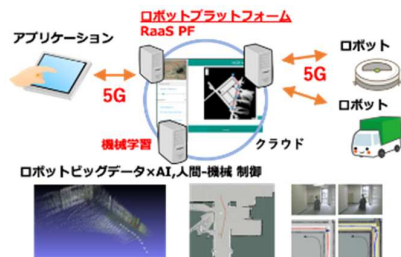 ロボットプラットフォーム
RaaS PF
アプリケーション
ロボット
5G
5G
ロボット
機械学習
クラウド
ロボットビッグデータ×AI,人間-機械 制御